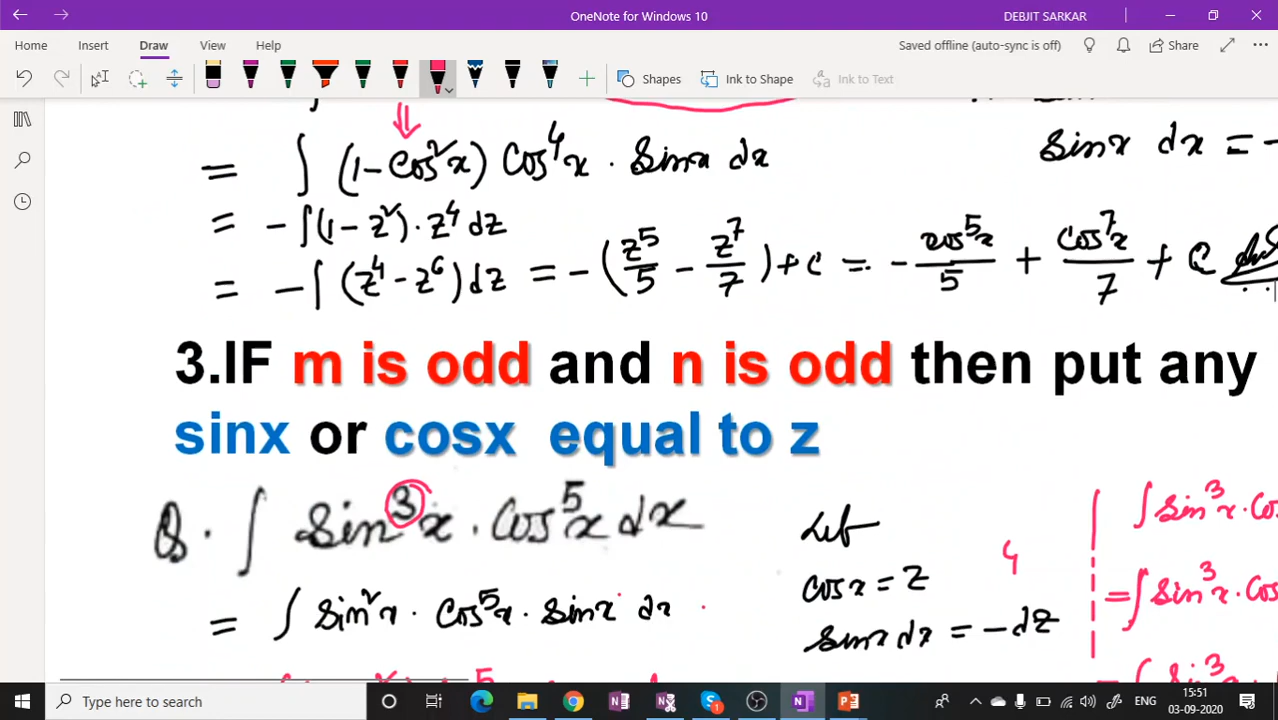 OneNote for Windows 10
DEBJIT SARKAR
Home Insert Draw View Help
Saved offline (auto-sync is off)
Share
Shapes
Ink to Shape
Ink to Text
= ∫ (1-Cos²x) Cos⁴x · Sinx dx
Sinx dx = -
= -∫(1-z²)·z⁴ dz
= -∫(z⁴-z⁶)dz = -(z⁵/5 - z⁷/7)+c = -cos⁵x/5 + cos⁷x/7 + C
3.IF m is odd and n is odd then put any
sinx or cosx equal to z
Q. ∫ Sin³x · Cos⁵x dx
= ∫ Sin²x · Cos⁵x · Sinx dx
Let
Cosx = z
Sinx dx = -dz
4
∫ Sin³x · Co
= ∫ Sin³x · Co
Type here to search
ENG
15:51
03-09-2020